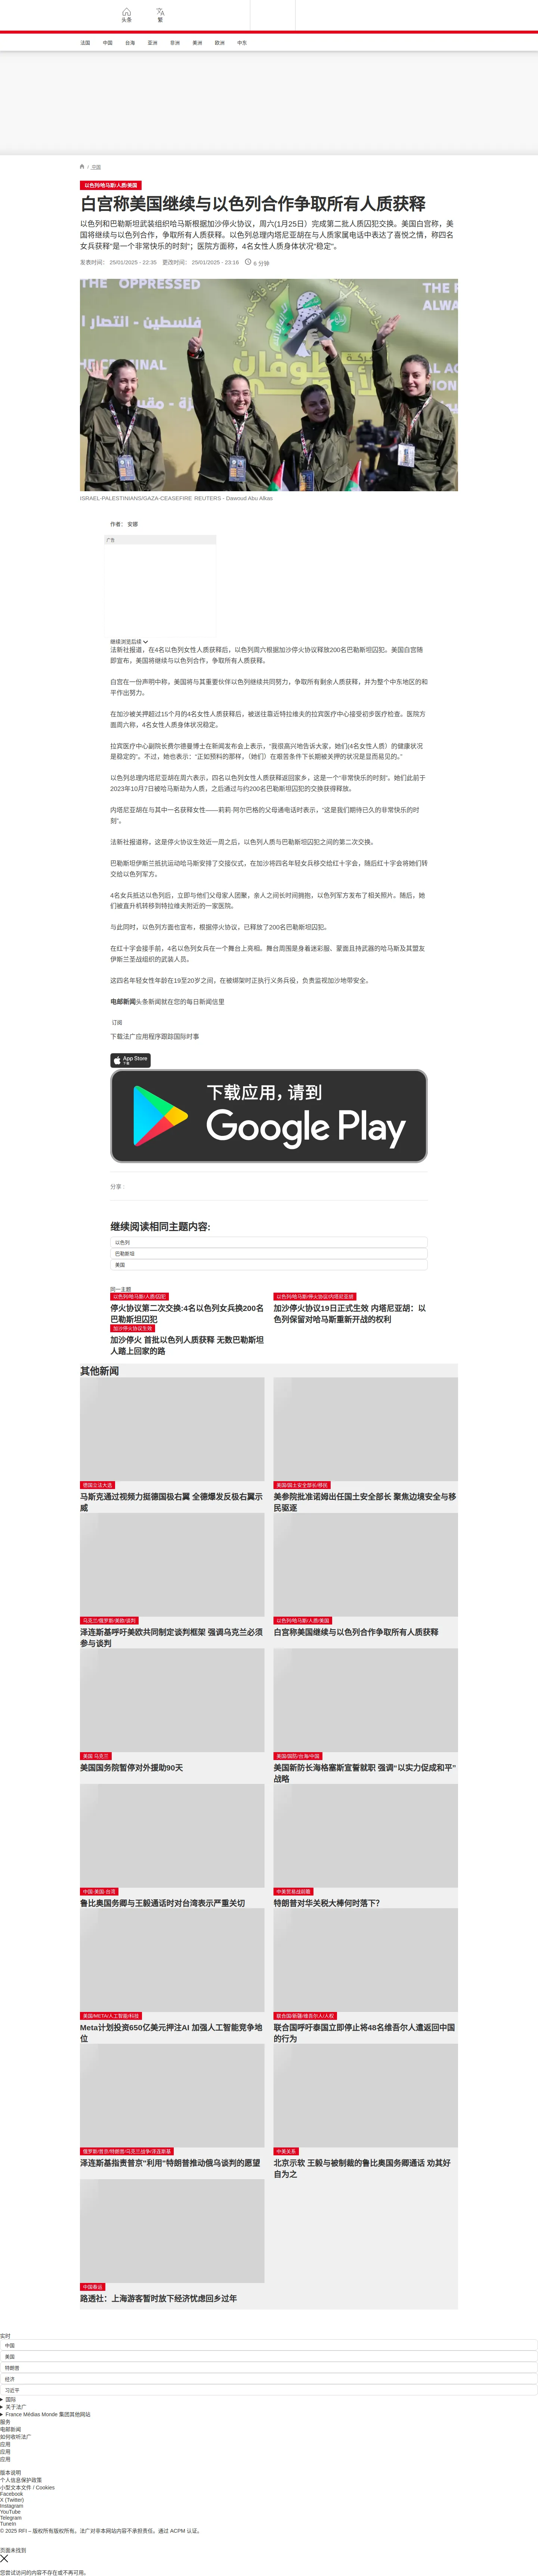 头条
繁
法国
中国
台湾
亚洲
非洲
美洲
欧洲
中东
/ 中国
以色列/哈马斯/人质/美国
白宫称美国继续与以色列合作争取所有人质获释
以色列和巴勒斯坦武装组织哈马斯根据加沙停火协议，周六(1月25日）完成第二批人质囚犯交换。美国白宫称，美
国将继续与以色列合作，争取所有人质获释。以色列总理内塔尼亚胡在与人质家属电话中表达了喜悦之情，称四名
女兵获释“是一个非常快乐的时刻”；医院方面称，4名女性人质身体状况“稳定”。
发表时间： 25/01/2025 - 22:35 更改时间： 25/01/2025 - 23:16 6 分钟
THE OPPRESSED
ISRAEL-PALESTINIANS/GAZA-CEASEFIRE REUTERS - Dawoud Abu Alkas
作者： 安娜
广告
继续浏览后续
法新社报道，在4名以色列女性人质获释后，以色列周六根据加沙停火协议释放200名巴勒斯坦囚犯。美国白宫随
即宣布，美国将继续与以色列合作，争取所有人质获释。
白宫在一份声明中称，美国将与其重要伙伴以色列继续共同努力，争取所有剩余人质获释，并为整个中东地区的和
平作出努力。
在加沙被关押超过15个月的4名女性人质获释后，被送往靠近特拉维夫的拉宾医疗中心接受初步医疗检查。医院方
面周六称，4名女性人质身体状况稳定。
拉宾医疗中心副院长费尔德曼博士在新闻发布会上表示，“我很高兴地告诉大家，她们(4名女性人质）的健康状况
是稳定的”。不过，她也表示：“正如预料的那样，（她们）在艰苦条件下长期被关押的状况是显而易见的。”
以色列总理内塔尼亚胡在周六表示，四名以色列女性人质获释返回家乡，这是一个“非常快乐的时刻”。她们此前于
2023年10月7日被哈马斯劫为人质，之后通过与约200名巴勒斯坦囚犯的交换获得释放。
内塔尼亚胡在与其中一名获释女性——莉莉·阿尔巴格的父母通电话时表示，“这是我们期待已久的非常快乐的时
刻”。
法新社报道称，这是停火协议生效近一周之后，以色列人质与巴勒斯坦囚犯之间的第二次交换。
巴勒斯坦伊斯兰抵抗运动哈马斯安排了交接仪式，在加沙将四名年轻女兵移交给红十字会，随后红十字会将她们转
交给以色列军方。
4名女兵抵达以色列后，立即与他们父母家人团聚，亲人之间长时间拥抱，以色列军方发布了相关照片。随后，她
们被直升机转移到特拉维夫附近的一家医院。
与此同时，以色列方面也宣布，根据停火协议，已释放了200名巴勒斯坦囚犯。
在红十字会接手前，4名以色列女兵在一个舞台上亮相。舞台周围是身着迷彩服、蒙面且持武器的哈马斯及其盟友
伊斯兰圣战组织的武装人员。
这四名年轻女性年龄在19至20岁之间，在被绑架时正执行义务兵役，负责监视加沙地带安全。
电邮新闻头条新闻就在您的每日新闻信里
订阅
下载法广应用程序跟踪国际时事
App Store
下载应用，请到
Google Play
分享 :
继续阅读相同主题内容:
以色列
巴勒斯坦
美国
同一主题
以色列/哈马斯/人质/囚犯
停火协议第二次交换:4名以色列女兵换200名
巴勒斯坦囚犯
以色列/哈马斯/停火协议/内塔尼亚胡
加沙停火协议19日正式生效 内塔尼亚胡：以
色列保留对哈马斯重新开战的权利
加沙停火协议生效
加沙停火 首批以色列人质获释 无数巴勒斯坦
人踏上回家的路
其他新闻
德国立法大选
马斯克通过视频力挺德国极右翼 全德爆发反极右翼示
威
美国/国土安全部长/移民
美参院批准诺姆出任国土安全部长 聚焦边境安全与移
民驱逐
乌克兰/俄罗斯/美欧/谈判
泽连斯基呼吁美欧共同制定谈判框架 强调乌克兰必须
参与谈判
以色列/哈马斯/人质/美国
白宫称美国继续与以色列合作争取所有人质获释
美国 乌克兰
美国国务院暂停对外援助90天
美国/国防/台海/中国
美国新防长海格塞斯宣誓就职 强调“以实力促成和平”
战略
中国·美国·台湾
鲁比奥国务卿与王毅通话时对台湾表示严重关切
中美贸易战前瞻
特朗普对华关税大棒何时落下？
美国/META/人工智能/科技
Meta计划投资650亿美元押注AI 加强人工智能竞争地
位
联合国/新疆/维吾尔人/人权
联合国呼吁泰国立即停止将48名维吾尔人遣返回中国
的行为
俄罗斯/普京/特朗普/乌克兰战争/泽连斯基
泽连斯基指责普京"利用"特朗普推动俄乌谈判的愿望
中美关系
北京示软 王毅与被制裁的鲁比奥国务卿通话 劝其好
自为之
中国春运
路透社：上海游客暂时放下经济忧虑回乡过年
实时
中国
美国
特朗普
经济
习近平
国际
关于法广
France Médias Monde 集团其他网站
服务
电邮新闻
如何收听法广
应用
应用
应用
版本说明
个人信息保护政策
小型文本文件 / Cookies
Facebook
X (Twitter)
Instagram
YouTube
Telegram
TuneIn
© 2025 RFI – 版权所有版权所有。法广对非本网站内容不承担责任。通过 ACPM 认证。
页面未找到
您尝试访问的内容不存在或不再可用。